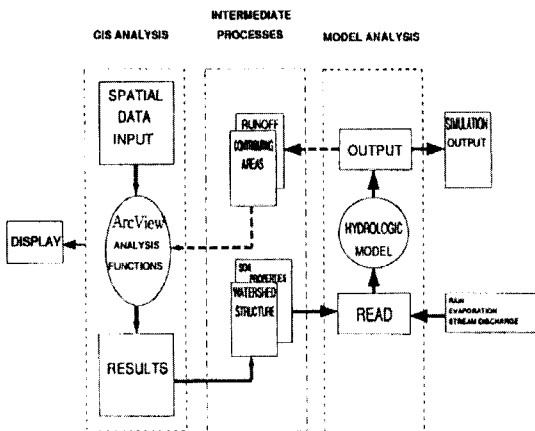 GIS ANALYSIS
INTERMEDIATE
PROCESSES
MODEL ANALYSIS
SPATIAL
DATA
INPUT
RUNOFF
CONTRIBUTING
AREAS
OUTPUT
SIMULATION
OUTPUT
ArcView
ANALYSIS
FUNCTIONS
DISPLAY
HYDROLOGIC
MODEL
PROPERTIES
WATERSHED
STRUCTURE
READ
RAIN
EVAPORATION
STREAM DISCHARGE
RESULTS